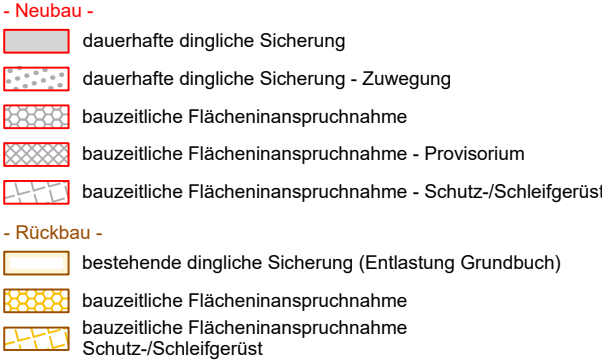 - Neubau -
dauerhafte dingliche Sicherung
dauerhafte dingliche Sicherung - Zuwegung
bauzeitliche Flächeninanspruchnahme
bauzeitliche Flächeninanspruchnahme - Provisorium
bauzeitliche Flächeninanspruchnahme - Schutz-/Schleifgerüst
- Rückbau -
bestehende dingliche Sicherung (Entlastung Grundbuch)
bauzeitliche Flächeninanspruchnahme
bauzeitliche Flächeninanspruchnahme
Schutz-/Schleifgerüst